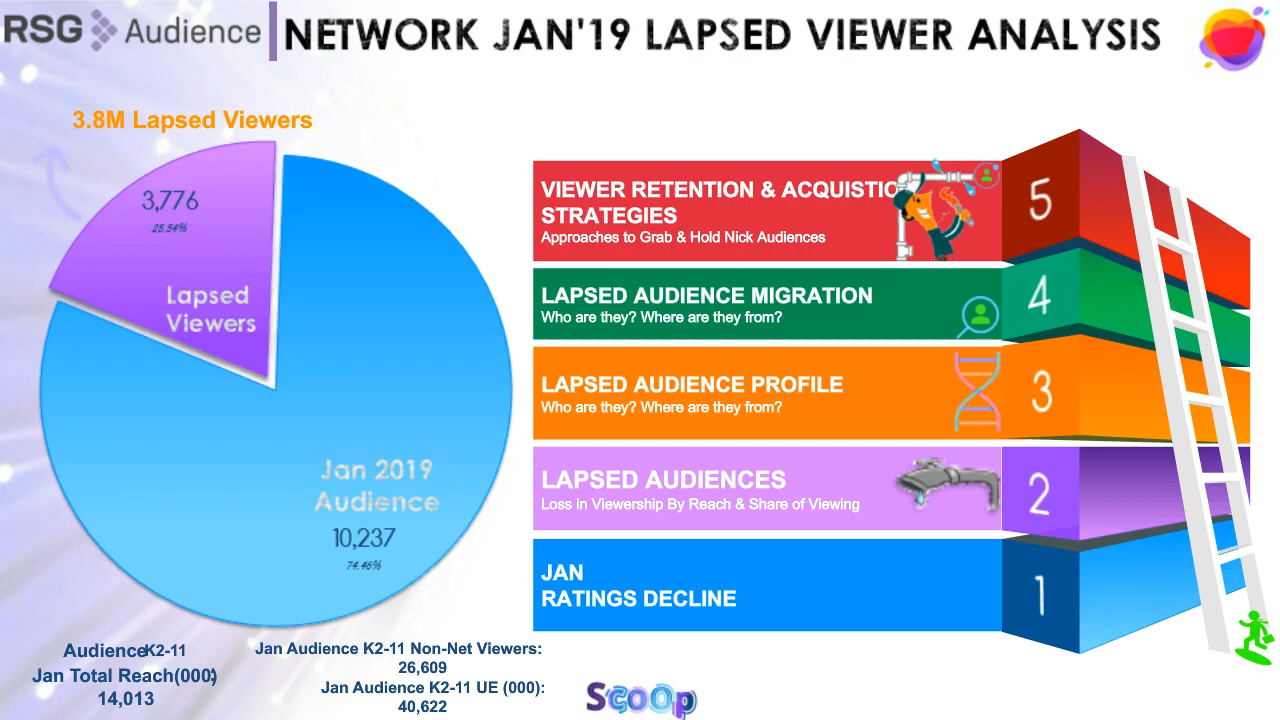 RSG Audience
NETWORK JAN'19 LAPSED VIEWER ANALYSIS
3.8M Lapsed Viewers
3,776
25.54%
Lapsed
Viewers
Jan 2019
Audience
10,237
74.46%
Audience K2-11
Jan Total Reach(000):
14,013
Jan Audience K2-11 Non-Net Viewers:
26,609
Jan Audience K2-11 UE (000):
40,622
VIEWER RETENTION & ACQUISTIO
STRATEGIES
Approaches to Grab & Hold Nick Audiences
5
LAPSED AUDIENCE MIGRATION
Who are they? Where are they from?
4
LAPSED AUDIENCE PROFILE
Who are they? Where are they from?
3
LAPSED AUDIENCES
Loss in Viewership By Reach & Share of Viewing
2
JAN
RATINGS DECLINE
1
Scoop